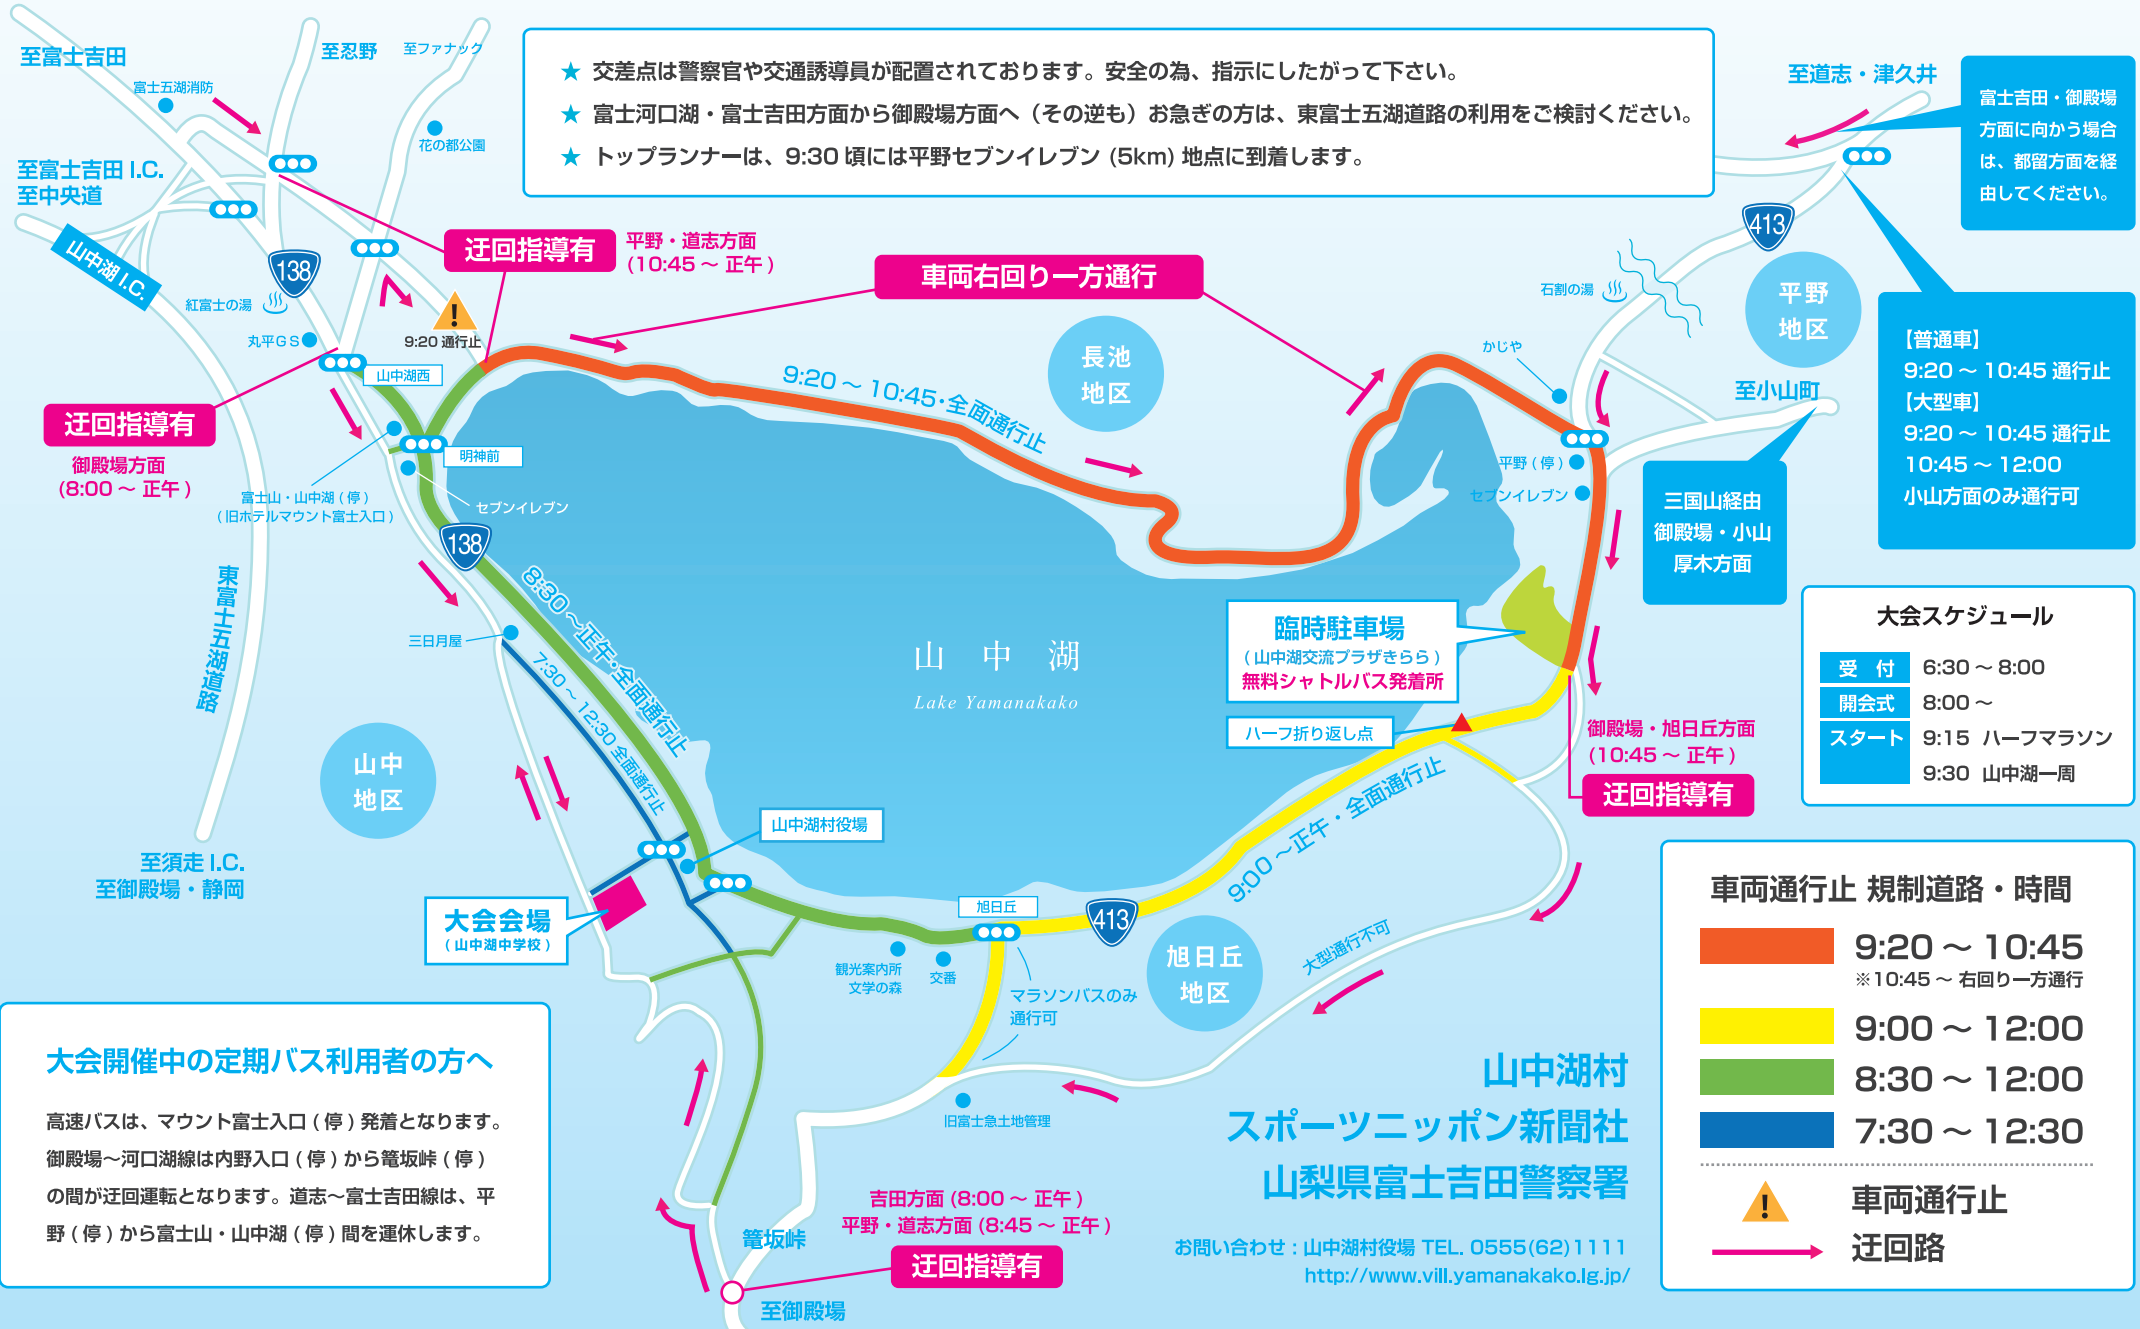 ★ 交差点は警察官や交通誘導員が配置されております。安全の為、指示にしたがって下さい。
★ 富士河口湖・富士吉田方面から御殿場方面へ（その逆も）お急ぎの方は、東富士五湖道路の利用をご検討ください。
★ トップランナーは、9:30 頃には平野セブンイレブン (5km) 地点に到着します。
至富士吉田
富士五湖消防
至忍野
至ファナック
花の都公園
至富士吉田 I.C.
至中央道
山中湖 I.C.
138
紅富士の湯
丸平GS
9:20 通行止
迂回指導有
平野・道志方面
(10:45 ～ 正午 )
車両右回り一方通行
至道志・津久井
富士吉田・御殿場
方面に向かう場合
は、都留方面を経
由してください。
413
石割の湯
平野
地区
【普通車】
9:20 ～ 10:45 通行止
【大型車】
9:20 ～ 10:45 通行止
10:45 ～ 12:00
小山方面のみ通行可
かじや
至小山町
三国山経由
御殿場・小山
厚木方面
平野 ( 停 )
セブンイレブン
長池
地区
9:20 ～ 10:45・全面通行止
山中湖西
迂回指導有
御殿場方面
(8:00 ～ 正午 )
明神前
富士山・山中湖 ( 停 )
( 旧ホテルマウント富士入口 )
セブンイレブン
138
東富士五湖道路
8:30 ～正午・全面通行止
三日月屋
7:30 ～ 12:30 全面通行止
山中湖
Lake Yamanakako
臨時駐車場
( 山中湖交流プラザきらら )
無料シャトルバス発着所
ハーフ折り返し点
御殿場・旭日丘方面
(10:45 ～ 正午 )
迂回指導有
大会スケジュール
受 付 6:30 ～ 8:00
開会式 8:00 ～
スタート 9:15 ハーフマラソン
9:30 山中湖一周
山中
地区
至須走 I.C.
至御殿場・静岡
山中湖村役場
9:00 ～正午・全面通行止
大会会場
( 山中湖中学校 )
旭日丘
413
観光案内所
文学の森
交番
マラソンバスのみ
通行可
旭日丘
地区
大型通行不可
旧富士急土地管理
車両通行止 規制道路・時間
9:20 ～ 10:45
※10:45 ～ 右回り一方通行
9:00 ～ 12:00
8:30 ～ 12:00
7:30 ～ 12:30
車両通行止
迂回路
大会開催中の定期バス利用者の方へ
高速バスは、マウント富士入口 ( 停 ) 発着となります。
御殿場～河口湖線は内野入口 ( 停 ) から篭坂峠 ( 停 )
の間が迂回運転となります。道志～富士吉田線は、平
野 ( 停 ) から富士山・山中湖 ( 停 ) 間を運休します。
吉田方面 (8:00 ～ 正午 )
平野・道志方面 (8:45 ～ 正午 )
迂回指導有
篭坂峠
至御殿場
山中湖村
スポーツニッポン新聞社
山梨県富士吉田警察署
お問い合わせ : 山中湖村役場 TEL. 0555(62)1111
http://www.vill.yamanakako.lg.jp/